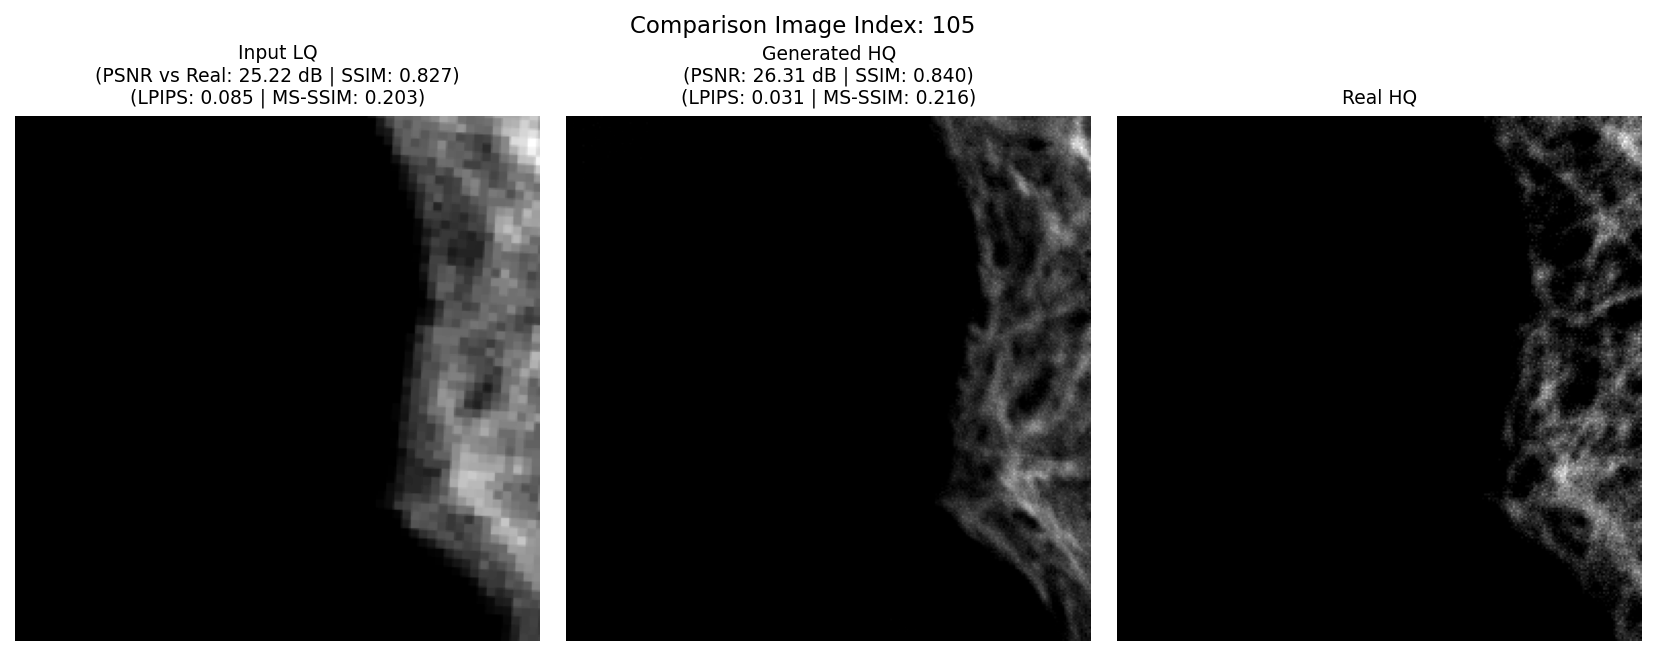 Comparison Image Index: 105
Input LQ
(PSNR vs Real: 25.22 dB | SSIM: 0.827)
(LPIPS: 0.085 | MS-SSIM: 0.203)
Generated HQ
(PSNR: 26.31 dB | SSIM: 0.840)
(LPIPS: 0.031 | MS-SSIM: 0.216)
Real HQ